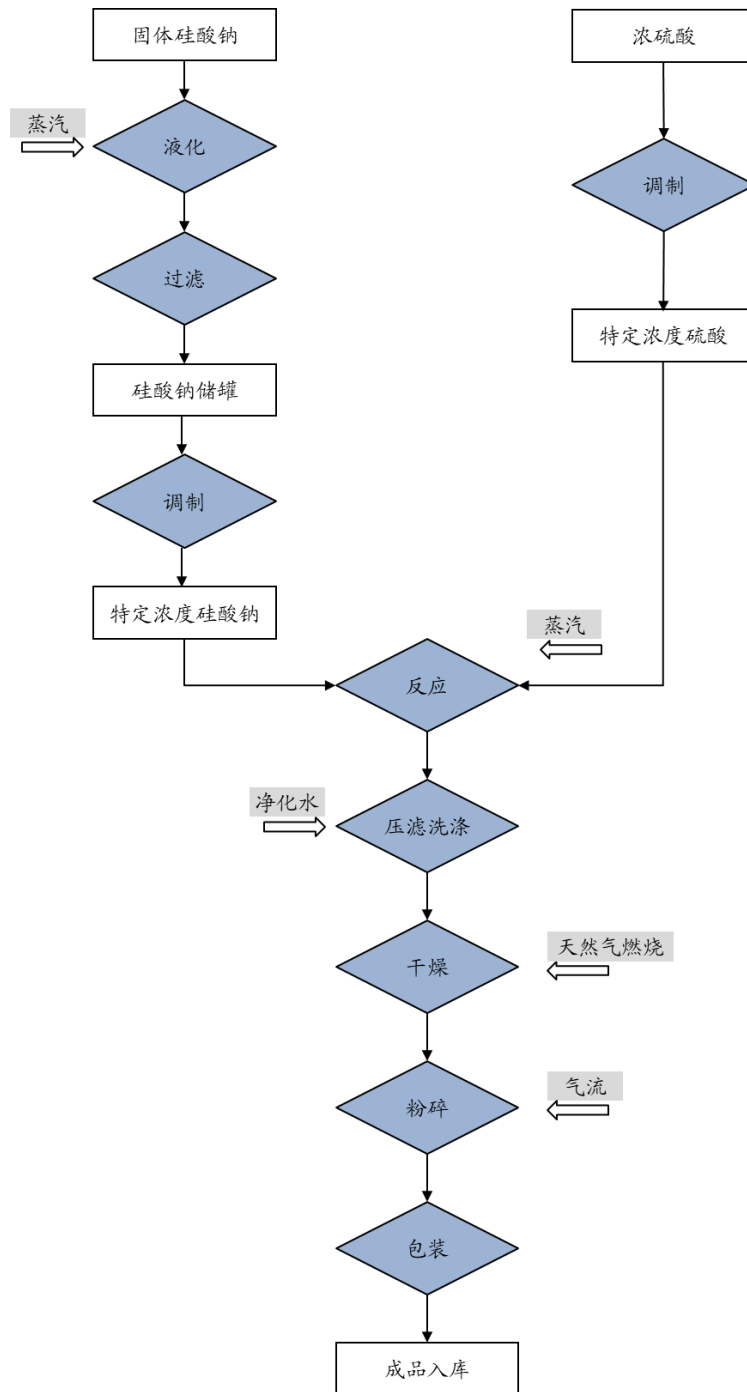 固体硅酸钠
浓硫酸
蒸汽
液化
调制
过滤
特定浓度硫酸
硅酸钠储罐
调制
特定浓度硅酸钠
蒸汽
反应
净化水
压滤洗涤
天然气燃烧
干燥
气流
粉碎
包装
成品入库